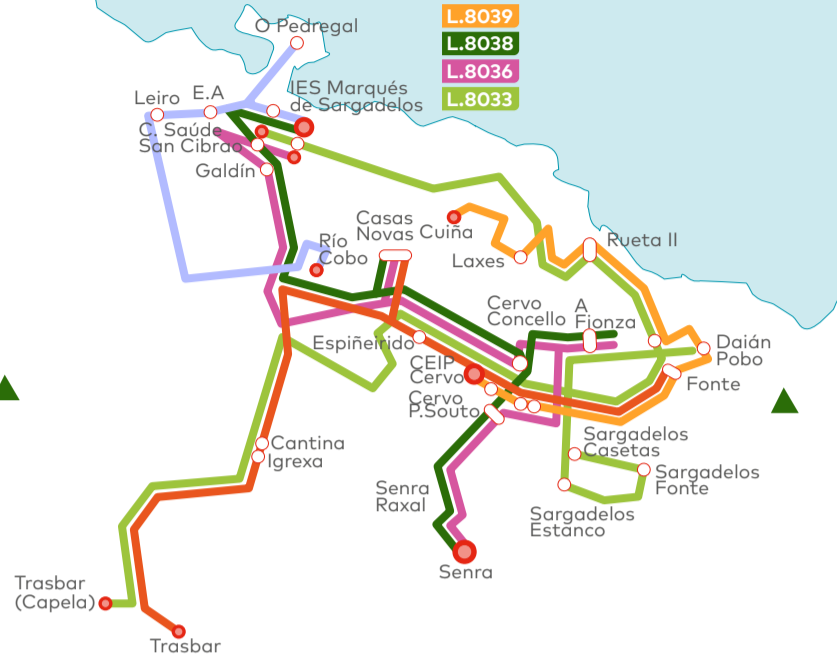 L.8039
L.8038
L.8036
L.8033
O Pedregal
E.A
Leiro
IES Marqués
de Sargadelos
C. Saúde
San Cibrao
Galdín
Río
Cobo
Casas
Novas
Cuiña
Laxes
Rueta II
Cervo
Concello
A
Fionza
Espiñeirido
CEIP
Cervo
Cervo
P.Souto
Daián
Pobo
Fonte
Cantina
Igrexa
Sargadelos
Casetas
Sargadelos
Fonte
Senra
Raxal
Sargadelos
Estanco
Senra
Trasbar
(Capela)
Trasbar